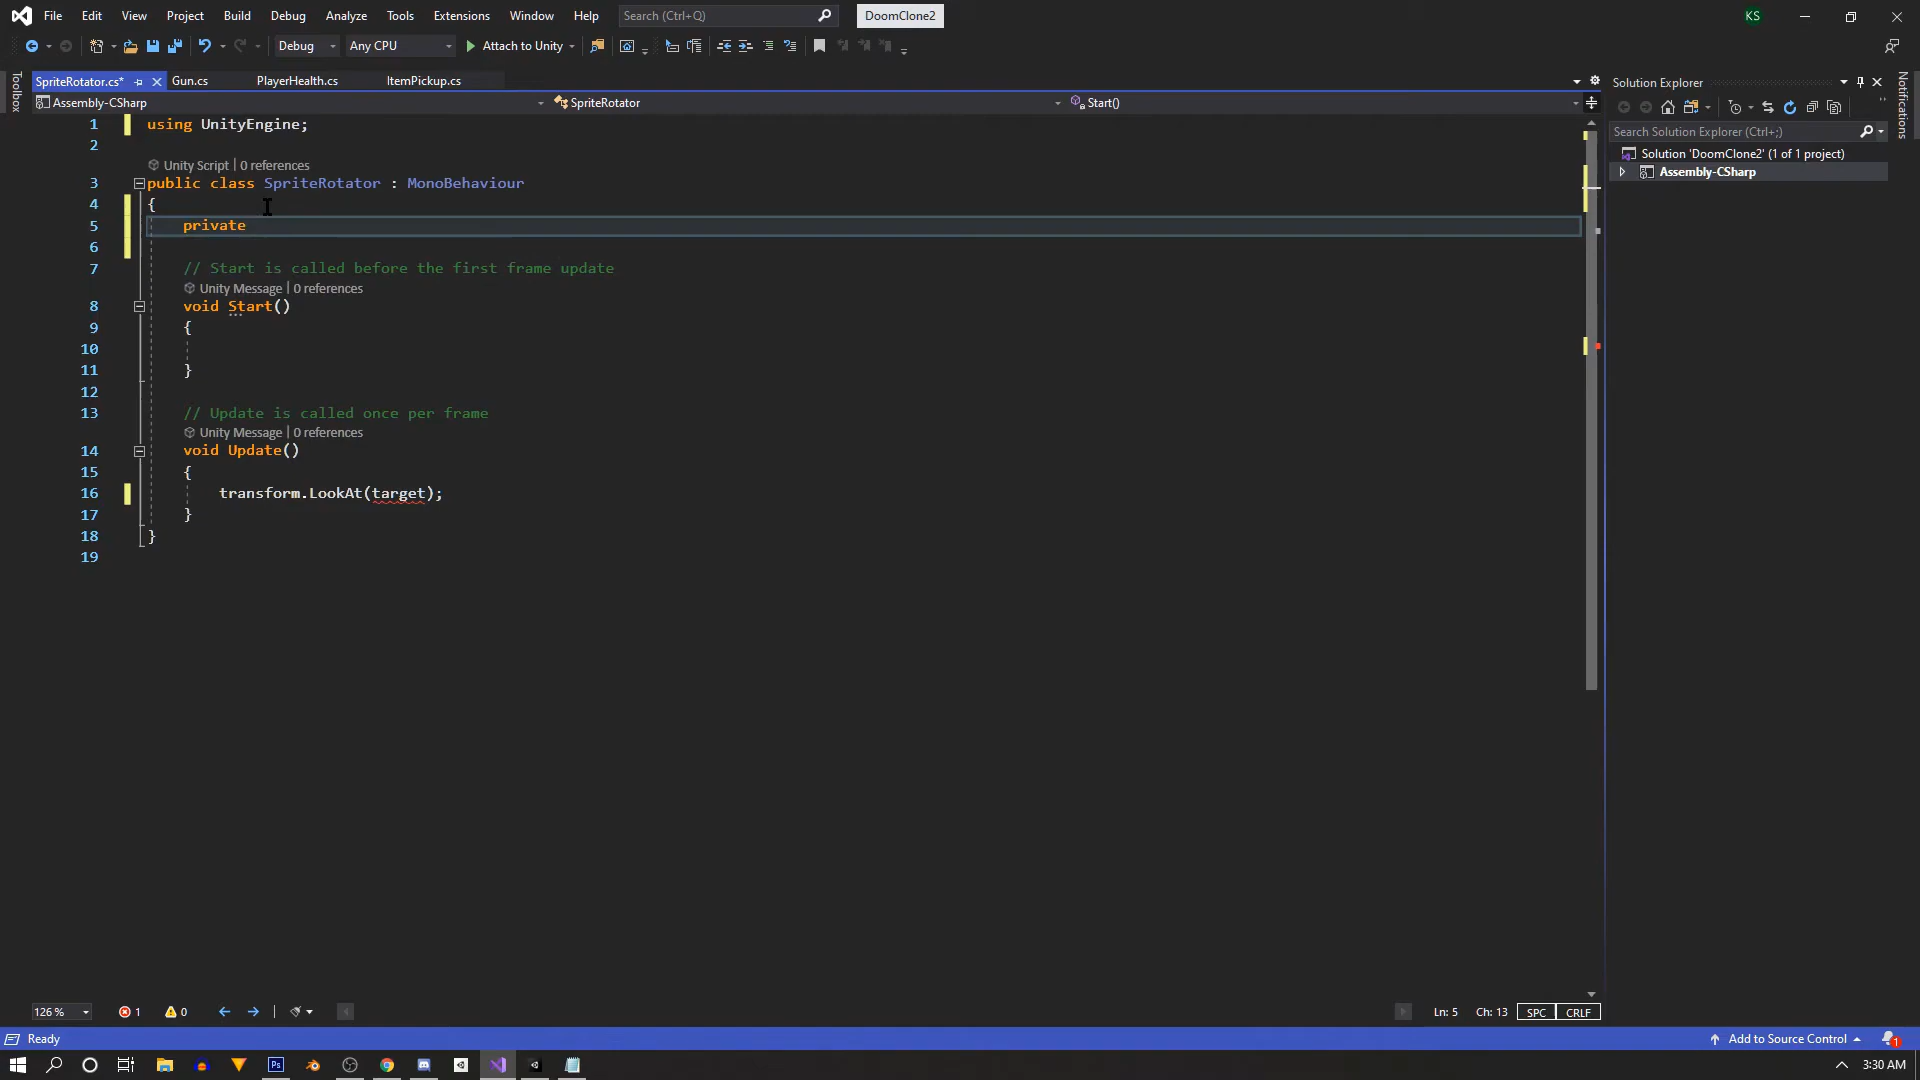 File Edit View Project Build Debug Analyze Tools Extensions Window Help Search (Ctrl+Q) DoomClone2 KS
Debug Any CPU Attach to Unity
Toolbox
SpriteRotator.cs* Gun.cs PlayerHealth.cs ItemPickup.cs
Assembly-CSharp SpriteRotator Start()
1 using UnityEngine;
2
Unity Script | 0 references
3 public class SpriteRotator : MonoBehaviour
4 {
5 private
6
7 // Start is called before the first frame update
Unity Message | 0 references
8 void Start()
9 {
10
11 }
12
13 // Update is called once per frame
Unity Message | 0 references
14 void Update()
15 {
16 transform.LookAt(target);
17 }
18 }
19
Solution Explorer
Search Solution Explorer (Ctrl+;)
Solution 'DoomClone2' (1 of 1 project)
Assembly-CSharp
Notifications
126 % 1 0 Ln: 5 Ch: 13 SPC CRLF
Ready Add to Source Control 1
Ps 3:30 AM